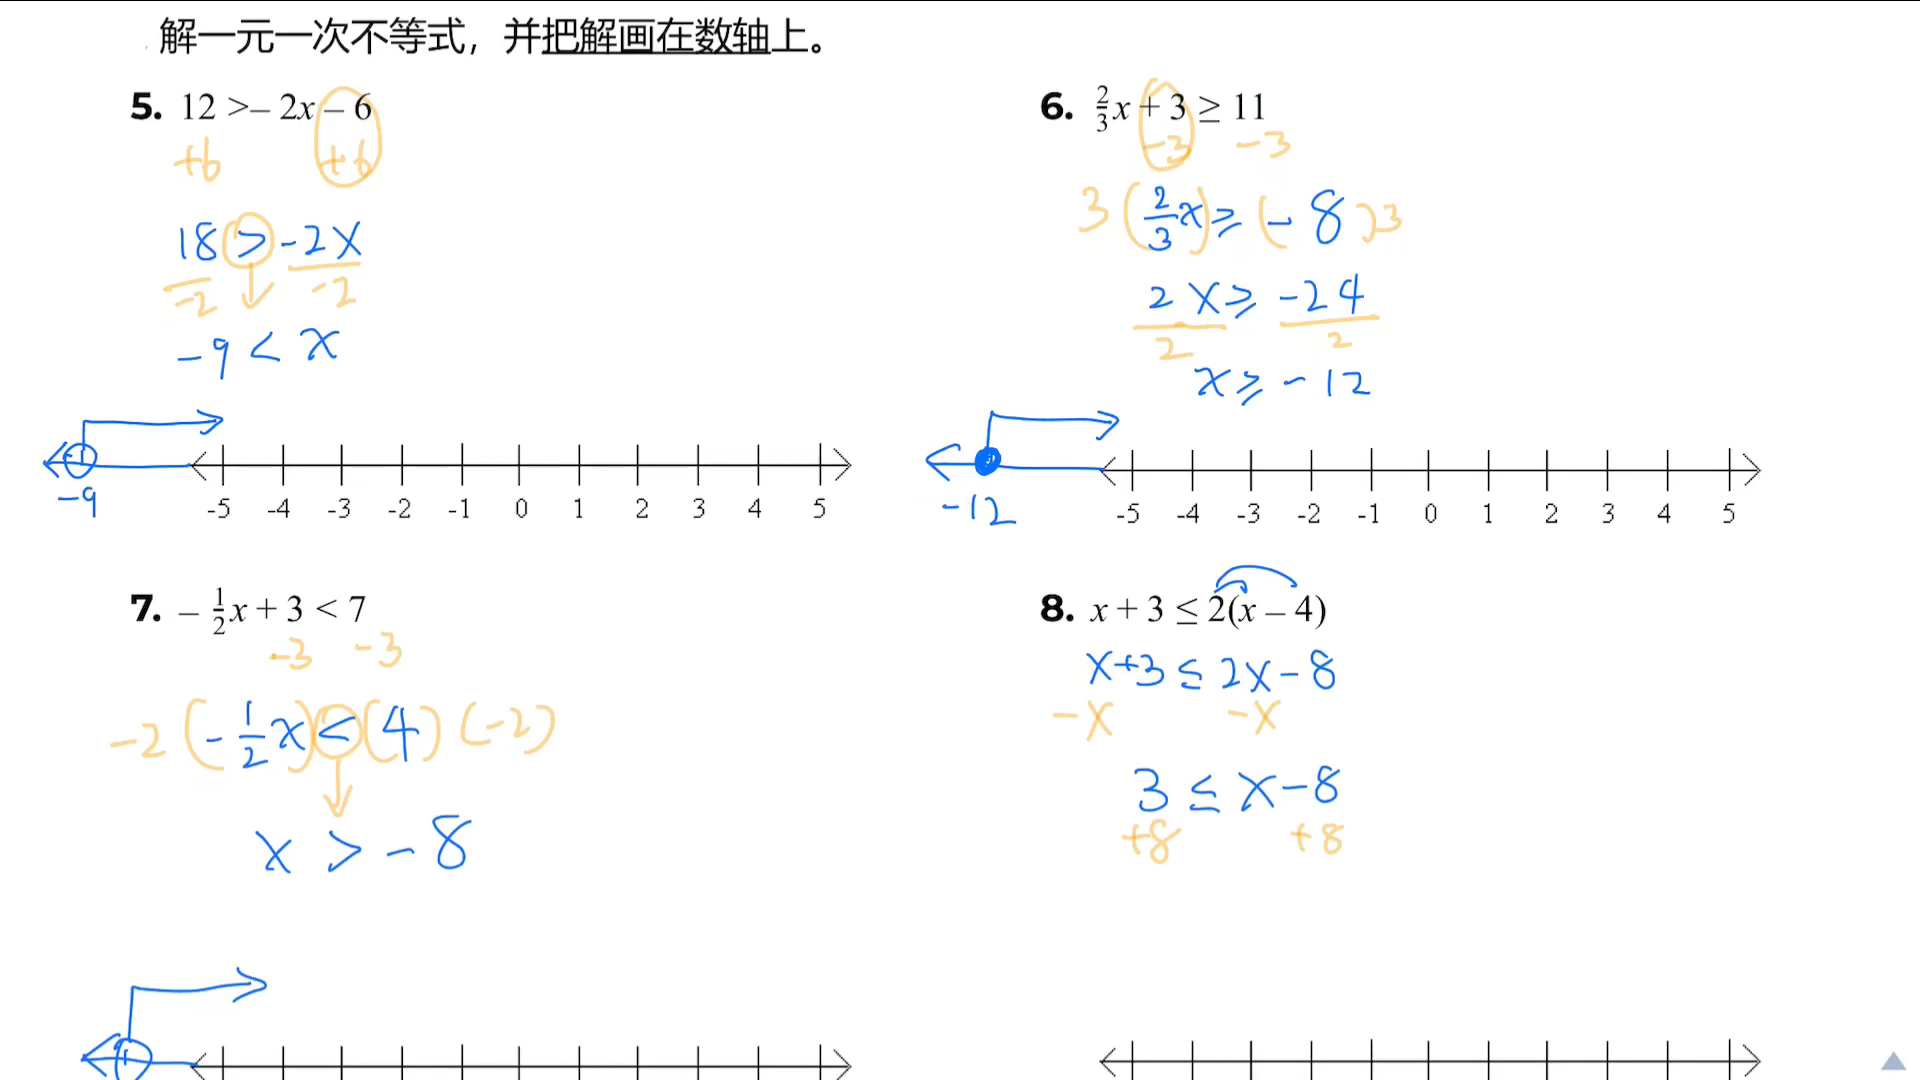 解一元一次不等式，并把解画在数轴上。
5. 12 >– 2x – 6
+6 +6
18 > -2x
-2 -2
-9 < x
-9
-5 -4 -3 -2 -1 0 1 2 3 4 5
6. 2/3 x + 3 ≥ 11
-3 -3
3 (2/3 x) ≥ (- 8) 3
2x ≥ -24
2 2
x ≥ -12
-12
-5 -4 -3 -2 -1 0 1 2 3 4 5
7. – 1/2 x + 3 < 7
-3 -3
-2 (-1/2 x) < (4) (-2)
x > -8
8. x + 3 ≤ 2(x – 4)
x+3 ≤ 2x-8
-x -x
3 ≤ x-8
+8 +8